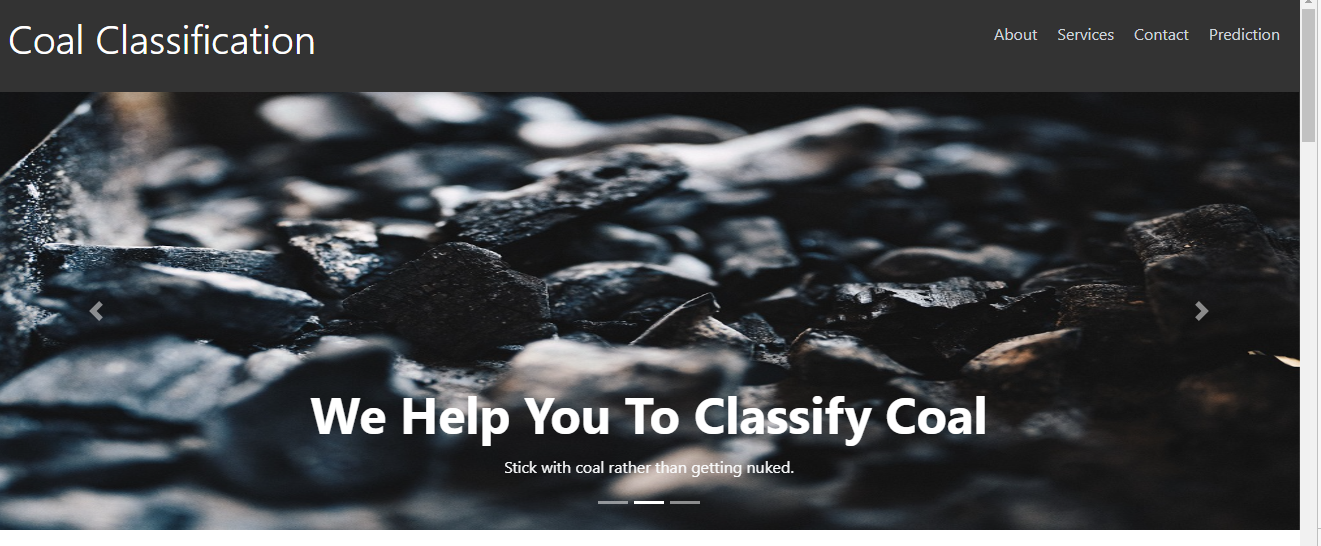 Coal Classification
About Services Contact Prediction
We Help You To Classify Coal
Stick with coal rather than getting nuked.